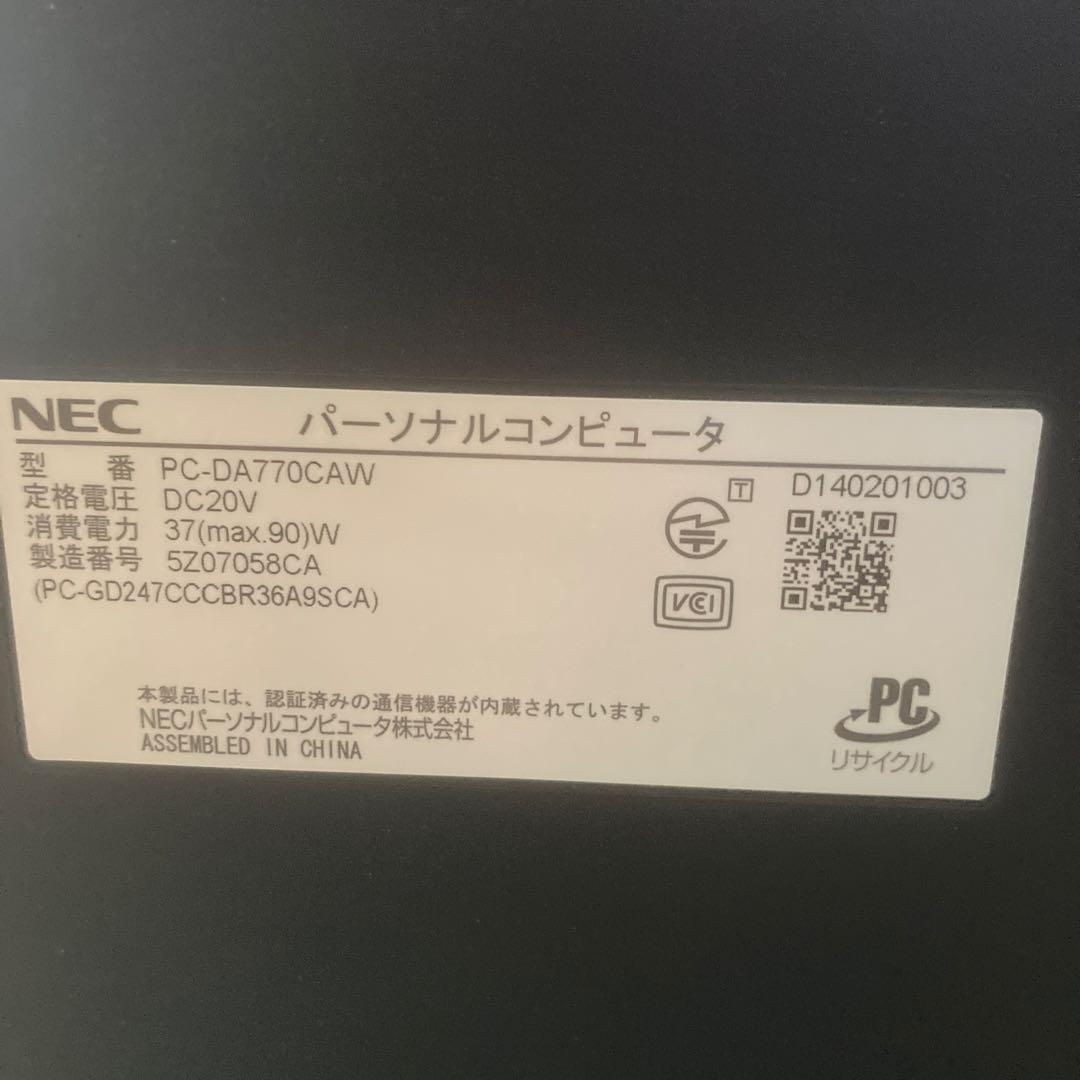 NEC パーソナルコンピュータ
型 番 PC-DA770CAW
定格電圧 DC20V
消費電力 37(max.90)W
製造番号 5Z07058CA
(PC-GD247CCCBR36A9SCA)
T D140201003
VCI
本製品には、認証済みの通信機器が内蔵されています。
NECパーソナルコンピュータ株式会社
ASSEMBLED IN CHINA
PC
リサイクル